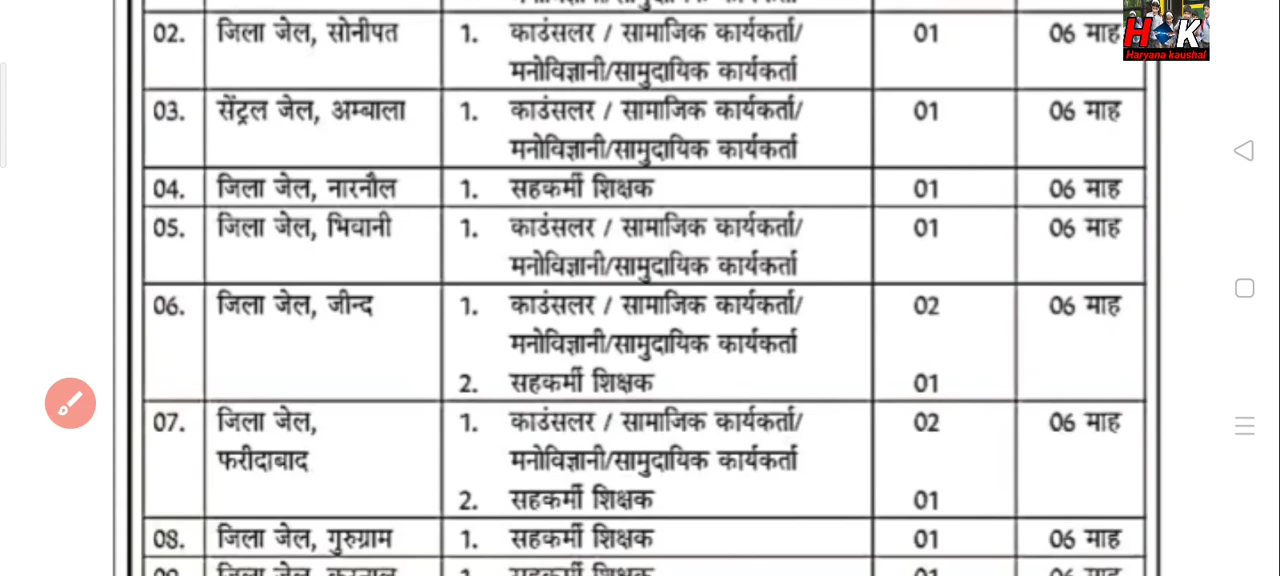 02. जिला जेल, सोनीपत 1. काउंसलर / सामाजिक कार्यकर्ता/ 01 06 माह
मनोविज्ञानी/सामुदायिक कार्यकर्ता
HK
Haryana kaushal
03. सेंट्रल जेल, अम्बाला 1. काउंसलर / सामाजिक कार्यकर्ता/ 01 06 माह
मनोविज्ञानी/सामुदायिक कार्यकर्ता
04. जिला जेल, नारनौल 1. सहकर्मी शिक्षक 01 06 माह
05. जिला जेल, भिवानी 1. काउंसलर / सामाजिक कार्यकर्ता/ 01 06 माह
मनोविज्ञानी/सामुदायिक कार्यकर्ता
06. जिला जेल, जीन्द 1. काउंसलर / सामाजिक कार्यकर्ता/ 02 06 माह
मनोविज्ञानी/सामुदायिक कार्यकर्ता
2. सहकर्मी शिक्षक 01
07. जिला जेल, 1. काउंसलर / सामाजिक कार्यकर्ता/ 02 06 माह
फरीदाबाद मनोविज्ञानी/सामुदायिक कार्यकर्ता
2. सहकर्मी शिक्षक 01
08. जिला जेल, गुरुग्राम 1. सहकर्मी शिक्षक 01 06 माह